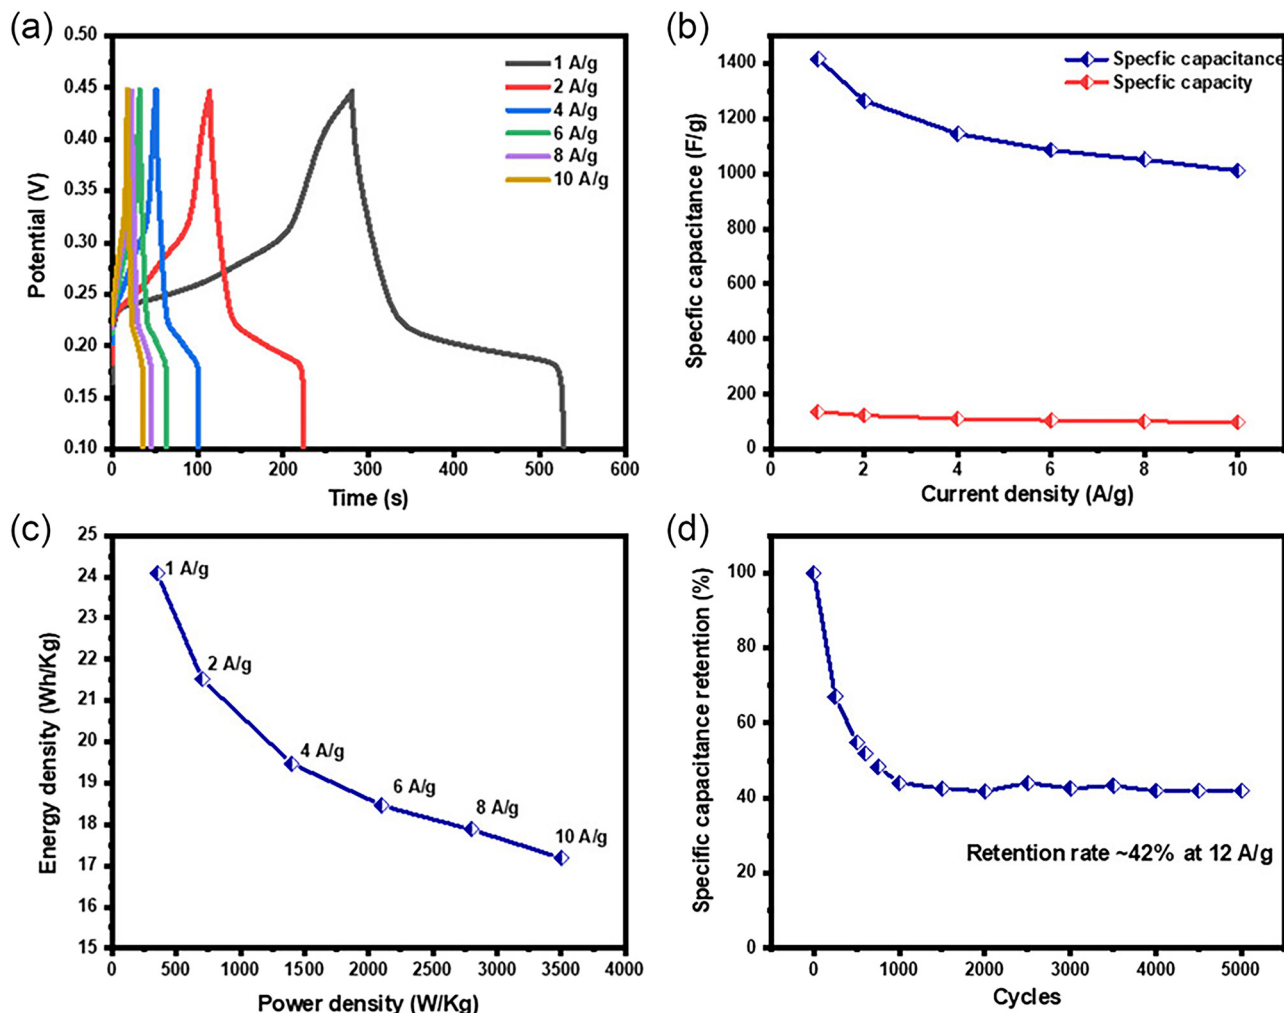 (a)
0.50
0.45
0.40
0.35
0.30
0.25
0.20
0.15
0.10
Potential (V)
1 A/g
2 A/g
4 A/g
6 A/g
8 A/g
10 A/g
0 100 200 300 400 500 600
Time (s)
(b)
1400
1200
1000
800
600
400
200
0
Specfic capacitance (F/g)
Specfic capacitance
Specfic capacity
0 2 4 6 8 10
Current density (A/g)
(c)
25
24
23
22
21
20
19
18
17
16
15
Energy density (Wh/Kg)
1 A/g
2 A/g
4 A/g
6 A/g
8 A/g
10 A/g
0 500 1000 1500 2000 2500 3000 3500 4000
Power density (W/Kg)
(d)
100
80
60
40
20
0
Specific capacitance retention (%)
Retention rate ~42% at 12 A/g
0 1000 2000 3000 4000 5000
Cycles